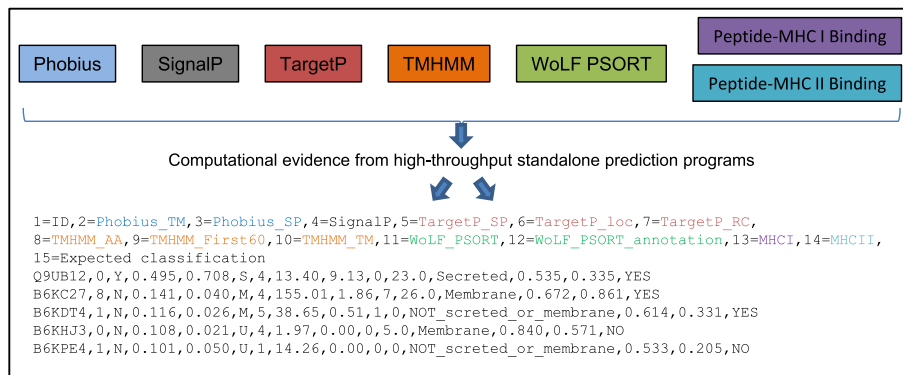 Phobius
SignalP
TargetP
TMHMM
WoLF PSORT
Peptide-MHC I Binding
Peptide-MHC II Binding
Computational evidence from high-throughput standalone prediction programs
1=ID,2=Phobius_TM,3=Phobius_SP,4=SignalP,5=TargetP_SP,6=TargetP_loc,7=TargetP_RC,
8=TMHMM_AA,9=TMHMM_First60,10=TMHMM_TM,11=WoLF_PSORT,12=WoLF_PSORT_annotation,13=MHCI,14=MHCII,
15=Expected classification
Q9UB12,0,Y,0.495,0.708,S,4,13.40,9.13,0,23.0,Secreted,0.535,0.335,YES
B6KC27,8,N,0.141,0.040,M,4,155.01,1.86,7,26.0,Membrane,0.672,0.861,YES
B6KDT4,1,N,0.116,0.026,M,5,38.65,0.51,1,0,NOT_screted_or_membrane,0.614,0.331,YES
B6KHJ3,0,N,0.108,0.021,U,4,1.97,0.00,0,5.0,Membrane,0.840,0.571,NO
B6KPE4,1,N,0.101,0.050,U,1,14.26,0.00,0,0,NOT_screted_or_membrane,0.533,0.205,NO